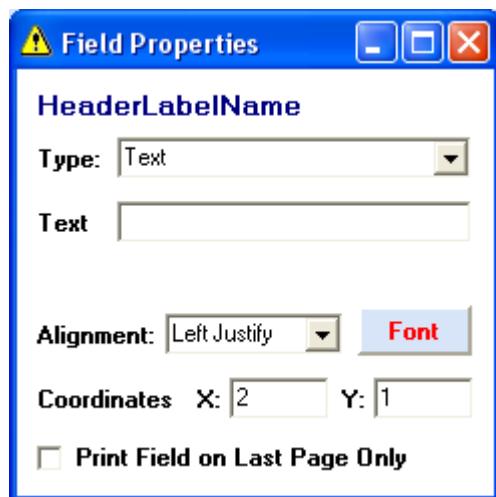 Field Properties
HeaderLabelName
Type: Text
Text
Alignment: Left Justify Font
Coordinates X: 2 Y: 1
Print Field on Last Page Only